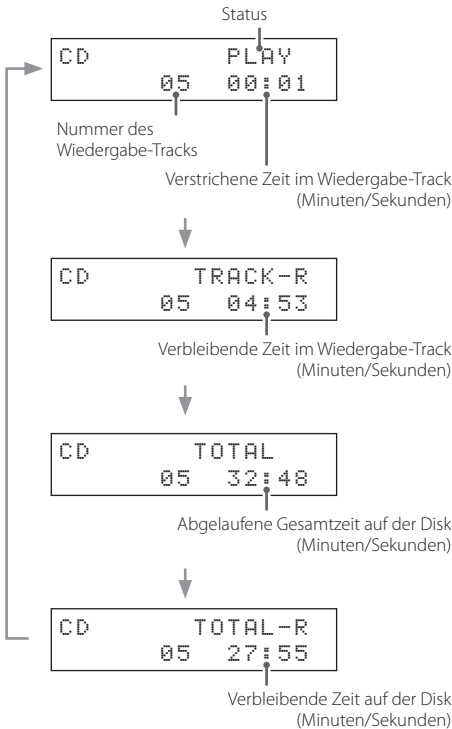 Status
CD PLAY
05 00:01
Nummer des
Wiedergabe-Tracks
Verstrichene Zeit im Wiedergabe-Track
(Minuten/Sekunden)
CD TRACK-R
05 04:53
Verbleibende Zeit im Wiedergabe-Track
(Minuten/Sekunden)
CD TOTAL
05 32:48
Abgelaufene Gesamtzeit auf der Disk
(Minuten/Sekunden)
CD TOTAL-R
05 27:55
Verbleibende Zeit auf der Disk
(Minuten/Sekunden)